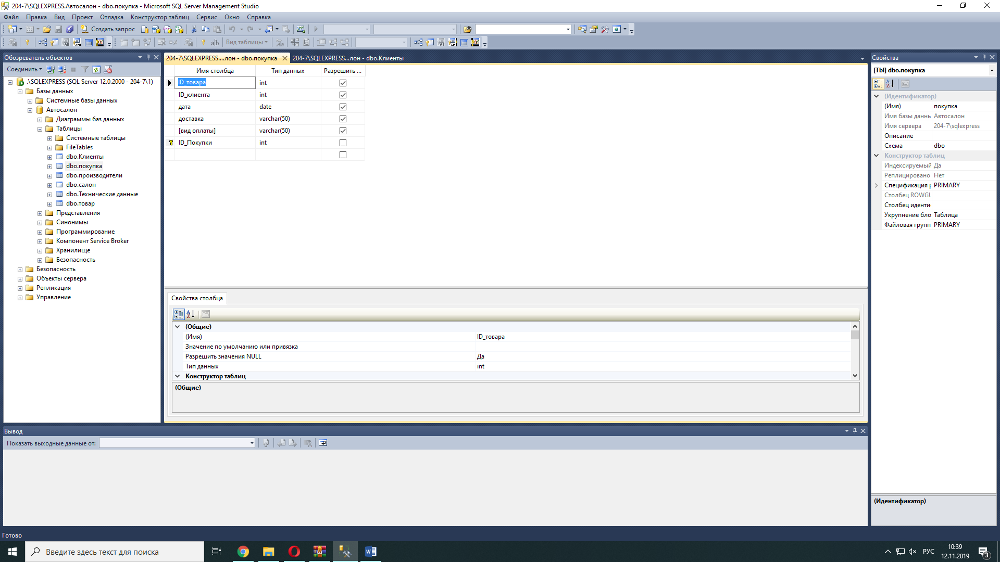 204-7\SQLEXPRESS.Автосалон - dbo.покупка - Microsoft SQL Server Management Studio
Файл Правка Вид Проект Отладка Конструктор таблиц Сервис Окно Справка
Создать запрос
Вид таблицы
Обозреватель объектов
Соединить
.\SQLEXPRESS (SQL Server 12.0.2000 - 204-7\1)
Базы данных
Системные базы данных
Автосалон
Диаграммы баз данных
Таблицы
Системные таблицы
FileTables
dbo.Клиенты
dbo.покупка
dbo.производители
dbo.салон
dbo.Технические данные
dbo.товар
Представления
Синонимы
Программирование
Компонент Service Broker
Хранилище
Безопасность
Безопасность
Объекты сервера
Репликация
Управление
204-7\SQLEXPRESS....лон - dbo.покупка
204-7\SQLEXPRESS...лон - dbo.Клиенты
Имя столбца Тип данных Разрешить ...
ID_товара int
ID_клиента int
дата date
доставка varchar(50)
[вид оплаты] varchar(50)
ID_Покупки int
Свойства столбца
(Общие)
(Имя) ID_товара
Значение по умолчанию или привязка
Разрешить значения NULL Да
Тип данных int
Конструктор таблиц
(Общие)
Свойства
[Tbl] dbo.покупка
(Идентификатор)
(Имя) покупка
Имя базы данн Автосалон
Имя сервера 204-7\sqlexpress
Описание
Схема dbo
Конструктор таблиц
Индексируемый Да
Реплицировано Нет
Спецификация р PRIMARY
Столбец ROWGU
Столбец иденти
Укрупнение бло Таблица
Файловая групп PRIMARY
(Идентификатор)
Вывод
Показать выходные данные от:
Готово
Введите здесь текст для поиска
РУС
10:39
12.11.2019
3